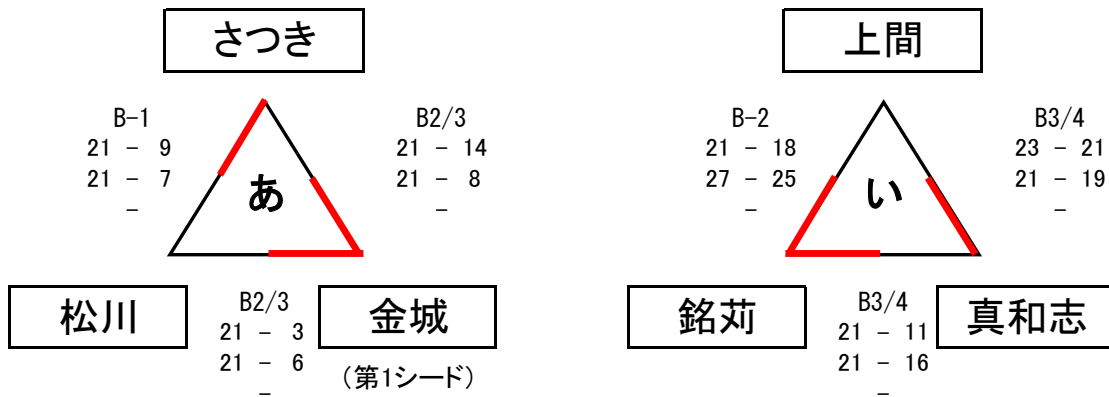 さつき
上間
B-1
21 - 9
21 - 7
-
B2/3
21 - 14
21 - 8
-
あ
B-2
21 - 18
27 - 25
-
B3/4
23 - 21
21 - 19
-
い
松川
B2/3
21 - 3
21 - 6
-
金城
(第1シード)
銘苅
B3/4
21 - 11
21 - 16
-
真和志